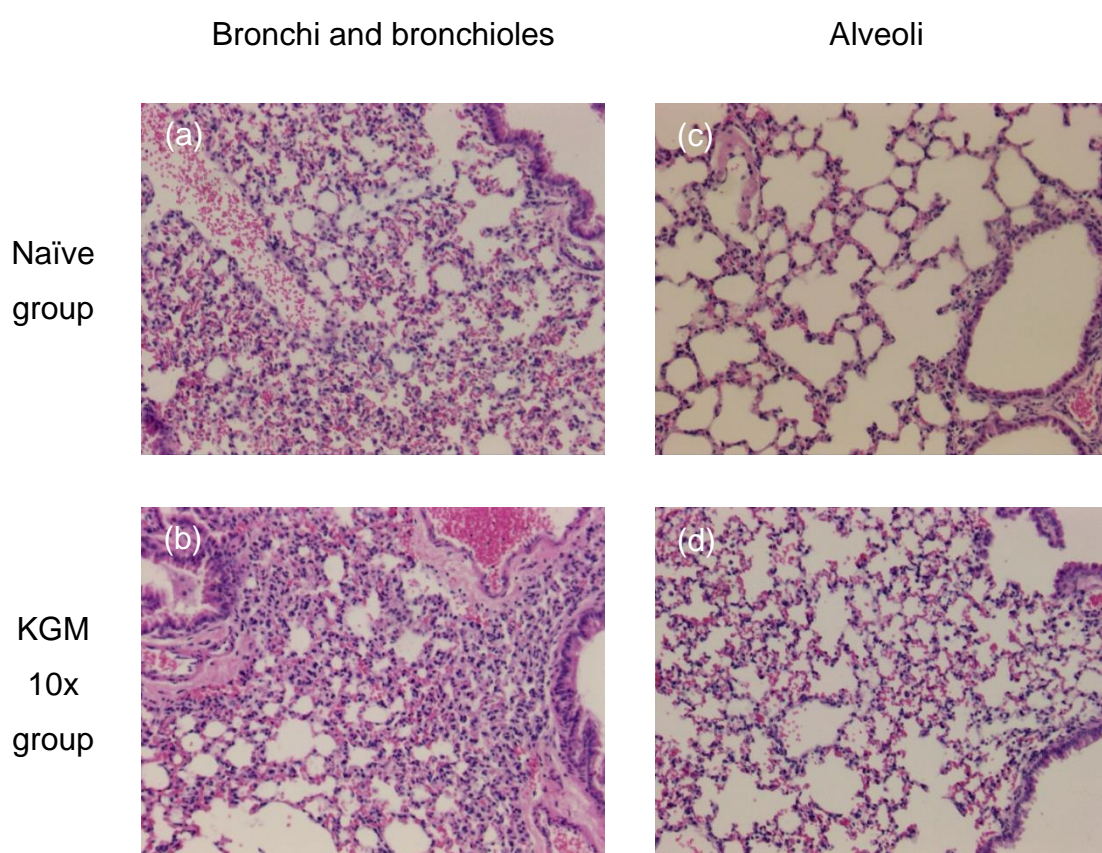 Bronchi and bronchioles
Alveoli
(a)
(c)
Naïve
group
(b)
(d)
KGM
10x
group